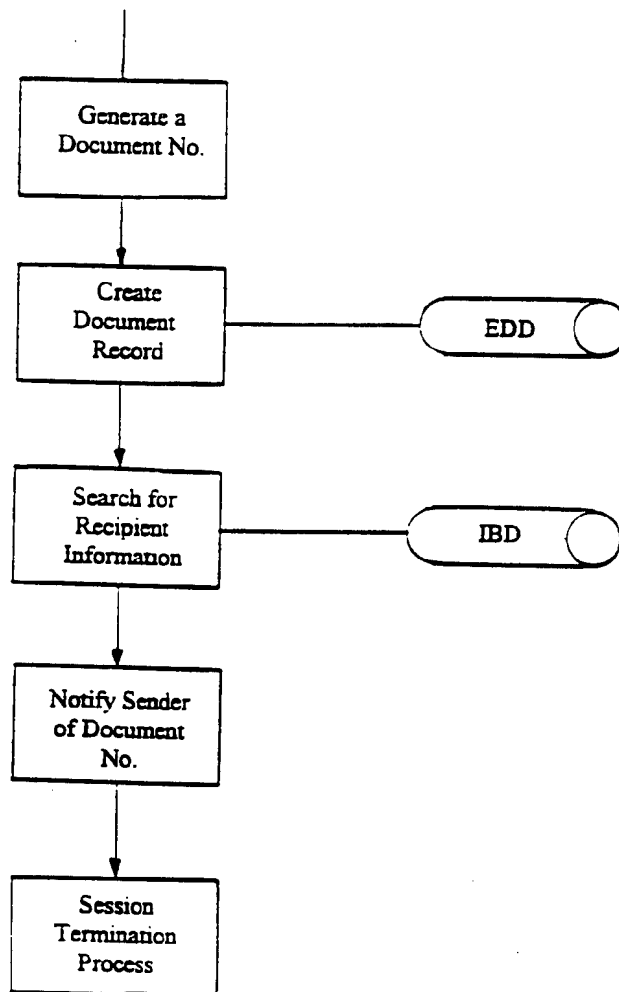 Generate a
Document No.
Create
Document
Record
EDD
Search for
Recipient
Information
IBD
Notify Sender
of Document
No.
Session
Termination
Process